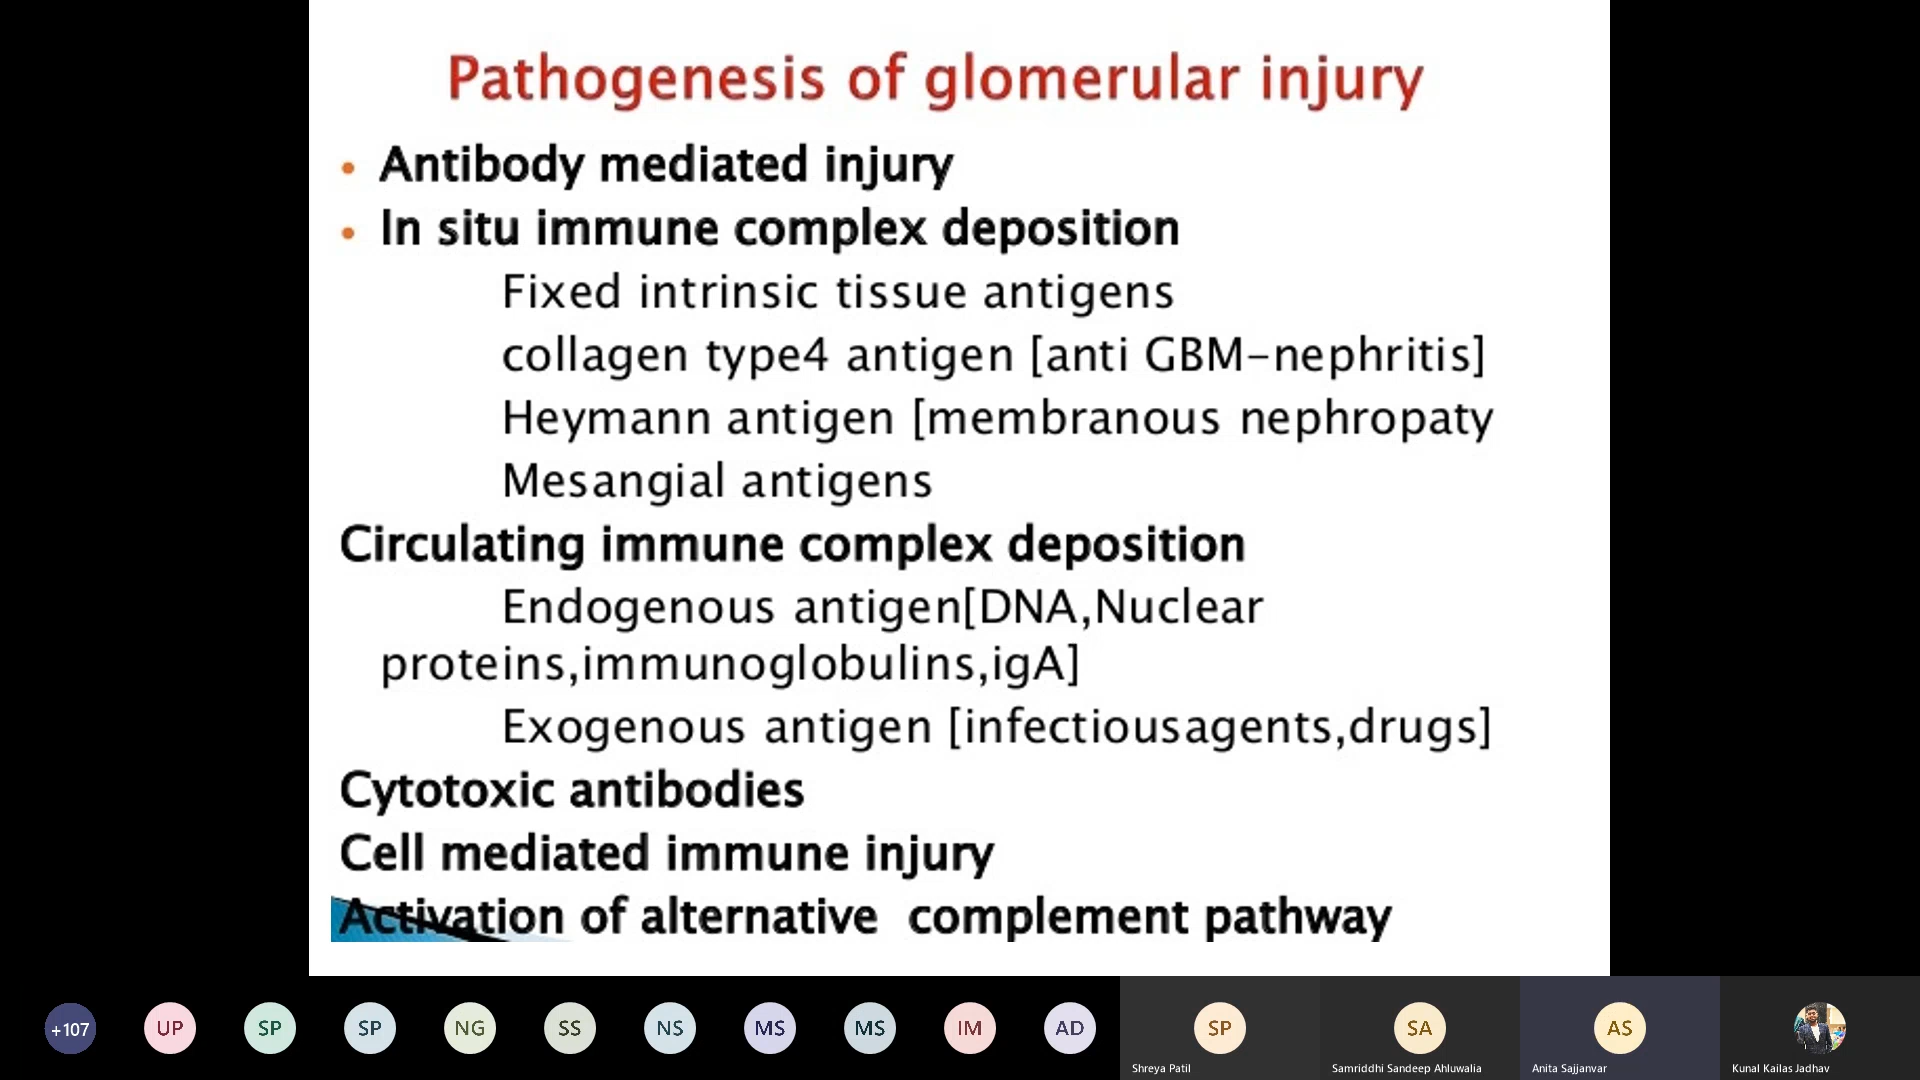 Pathogenesis of glomerular injury
• Antibody mediated injury
• In situ immune complex deposition
Fixed intrinsic tissue antigens
collagen type4 antigen [anti GBM-nephritis]
Heymann antigen [membranous nephropaty
Mesangial antigens
Circulating immune complex deposition
Endogenous antigen[DNA,Nuclear
proteins,immunoglobulins,igA]
Exogenous antigen [infectiousagents,drugs]
Cytotoxic antibodies
Cell mediated immune injury
Activation of alternative complement pathway
+107 UP SP SP NG SS NS MS MS IM AD SP SA AS
Shreya Patil Samriddhi Sandeep Ahluwalia Anita Sajjanvar Kunal Kailas Jadhav